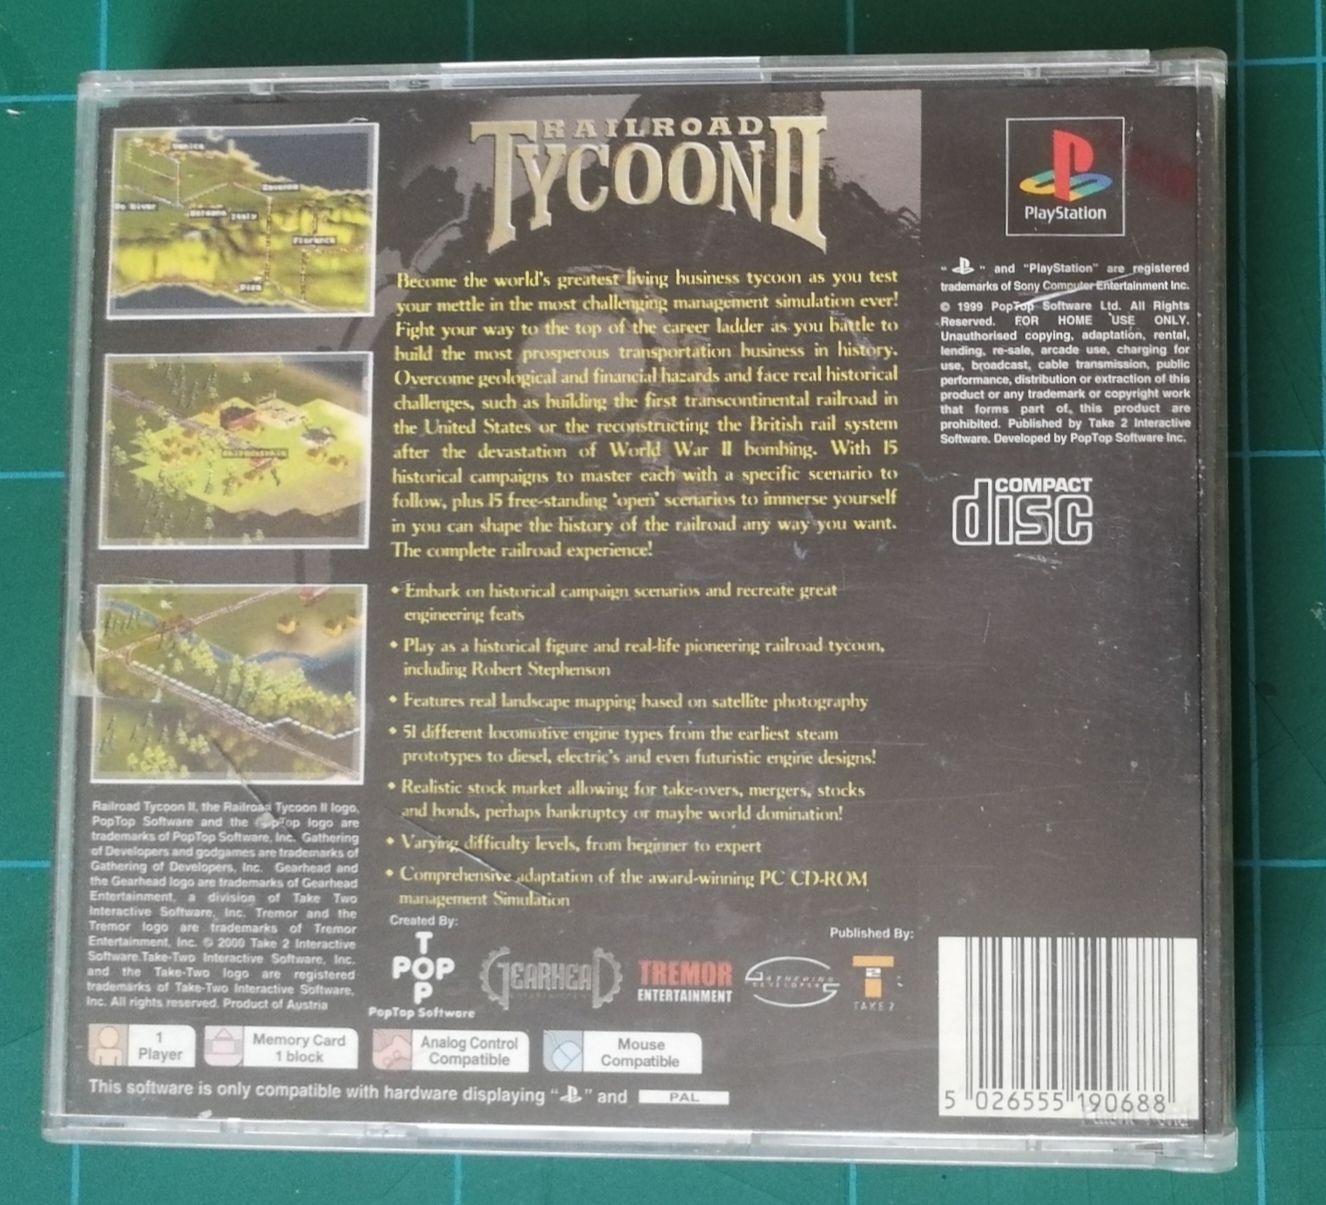 RAILROAD
TYCOON II
Become the world's greatest living business tycoon as you test
your mettle in the most challenging management simulation ever!
Fight your way to the top of the career ladder as you battle to
build the most prosperous transportation business in history.
Overcome geological and financial hazards and face real historical
challenges, such as building the first transcontinental railroad in
the United States or the reconstructing the British rail system
after the devastation of World War II bombing. With 15
historical campaigns to master each with a specific scenario to
follow, plus 15 free-standing 'open' scenarios to immerse yourself
in you can shape the history of the railroad any way you want.
The complete railroad experience!
• Embark on historical campaign scenarios and recreate great
engineering feats
• Play as a historical figure and real-life pioneering railroad tycoon,
including Robert Stephenson
• Features real landscape mapping based on satellite photography
• 51 different locomotive engine types from the earliest steam
prototypes to diesel, electric's and even futuristic engine designs!
• Realistic stock market allowing for take-overs, mergers, stocks
and bonds, perhaps bankruptcy or maybe world domination!
• Varying difficulty levels, from beginner to expert
• Comprehensive adaptation of the award-winning PC CD-ROM
management Simulation
Venice
Florence
Pisa
PlayStation
" " and "PlayStation" are registered
trademarks of Sony Computer Entertainment Inc.
© 1999 PopTop Software Ltd. All Rights
Reserved. FOR HOME USE ONLY.
Unauthorised copying, adaptation, rental,
lending, re-sale, arcade use, charging for
use, broadcast, cable transmission, public
performance, distribution or extraction of this
product or any trademark or copyright work
that forms part of, this product are
prohibited. Published by Take 2 Interactive
Software. Developed by PopTop Software Inc.
COMPACT
disc
Railroad Tycoon II, the Railroad Tycoon II logo,
PopTop Software and the PopTop logo are
trademarks of PopTop Software, Inc. Gathering
of Developers and godgames are trademarks of
Gathering of Developers, Inc. Gearhead and
the Gearhead logo are trademarks of Gearhead
Entertainment, a division of Take Two
Interactive Software, Inc. Tremor and the
Tremor logo are trademarks of Tremor
Entertainment, Inc. © 2000 Take 2 Interactive
Software.Take-Two Interactive Software, Inc.
and the Take-Two logo are registered
trademarks of Take-Two Interactive Software,
Inc. All rights reserved. Product of Austria
Created By:
T
POP
P
PopTop Software
GEARHEAD
ENTERTAINMENT
TREMOR
ENTERTAINMENT
Published By:
GATHERING
DEVELOPERS
T2
TAKE 2
1
Player
Memory Card
1 block
Analog Control
Compatible
Mouse
Compatible
This software is only compatible with hardware displaying " " and PAL
5 026555 190688